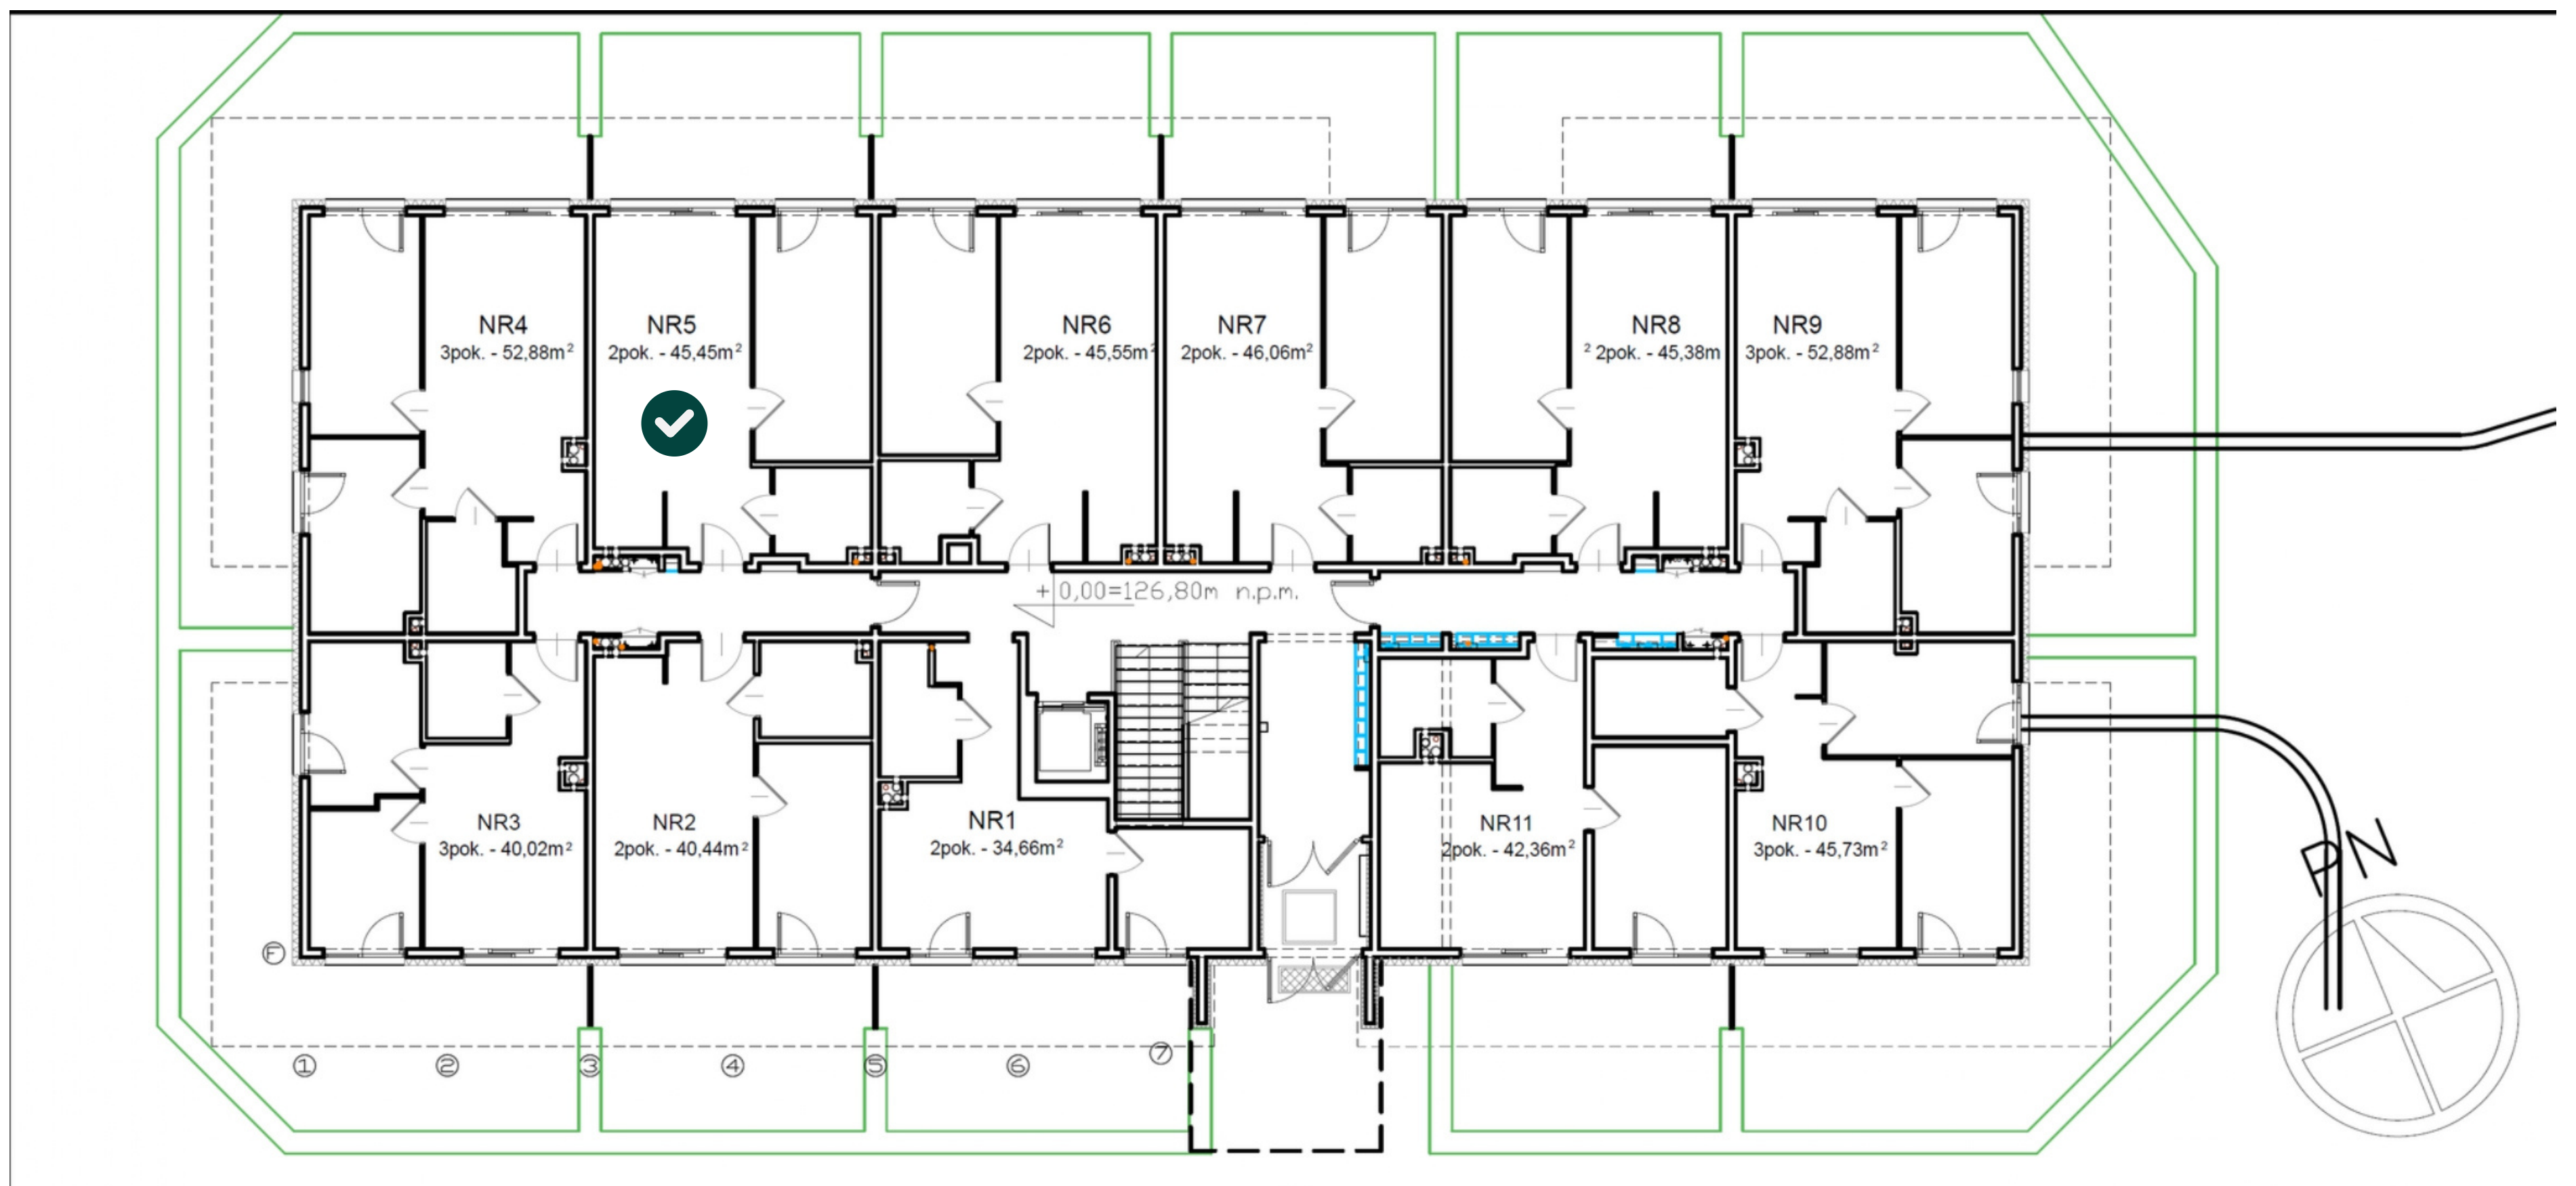 NR4
3pok. - 52,88m²
NR5
2pok. - 45,45m²
NR6
2pok. - 45,55m²
NR7
2pok. - 46,06m²
NR8
² 2pok. - 45,38m
NR9
3pok. - 52,88m²
+ 0,00=126,80m n.p.m.
NR3
3pok. - 40,02m²
NR2
2pok. - 40,44m²
NR1
2pok. - 34,66m²
NR11
2pok. - 42,36m²
NR10
3pok. - 45,73m²
PN
F
1
2
3
4
5
6
7